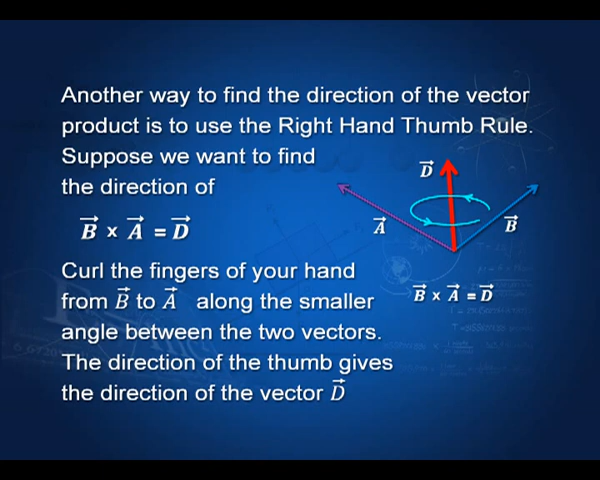 Another way to find the direction of the vector
product is to use the Right Hand Thumb Rule.
Suppose we want to find
the direction of
B⃗ x A⃗ = D⃗
Curl the fingers of your hand
from B⃗ to A⃗ along the smaller
angle between the two vectors.
The direction of the thumb gives
the direction of the vector D⃗
D⃗
A⃗
B⃗
B⃗ x A⃗ = D⃗